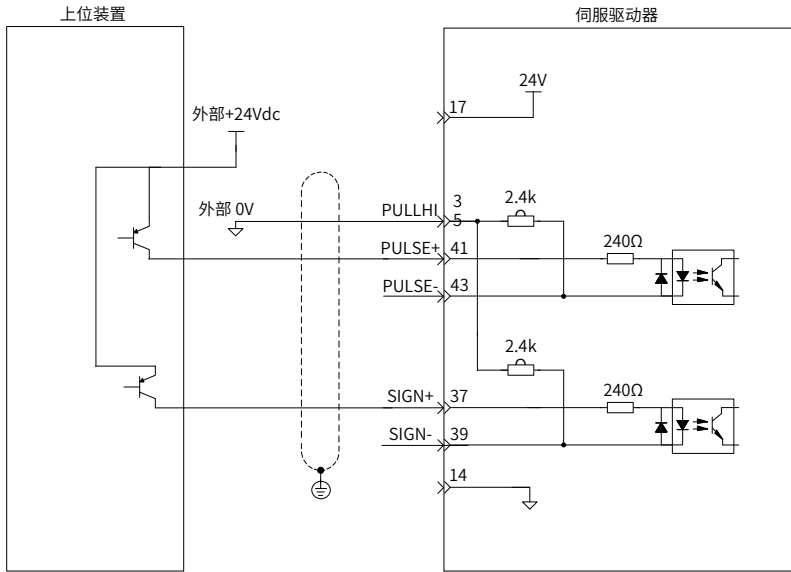 上位装置
伺服驱动器
24V
17
外部+24Vdc
外部 0V
PULLHI
3
5
2.4k
PULSE+
41
240Ω
PULSE-
43
2.4k
SIGN+
37
240Ω
SIGN-
39
14